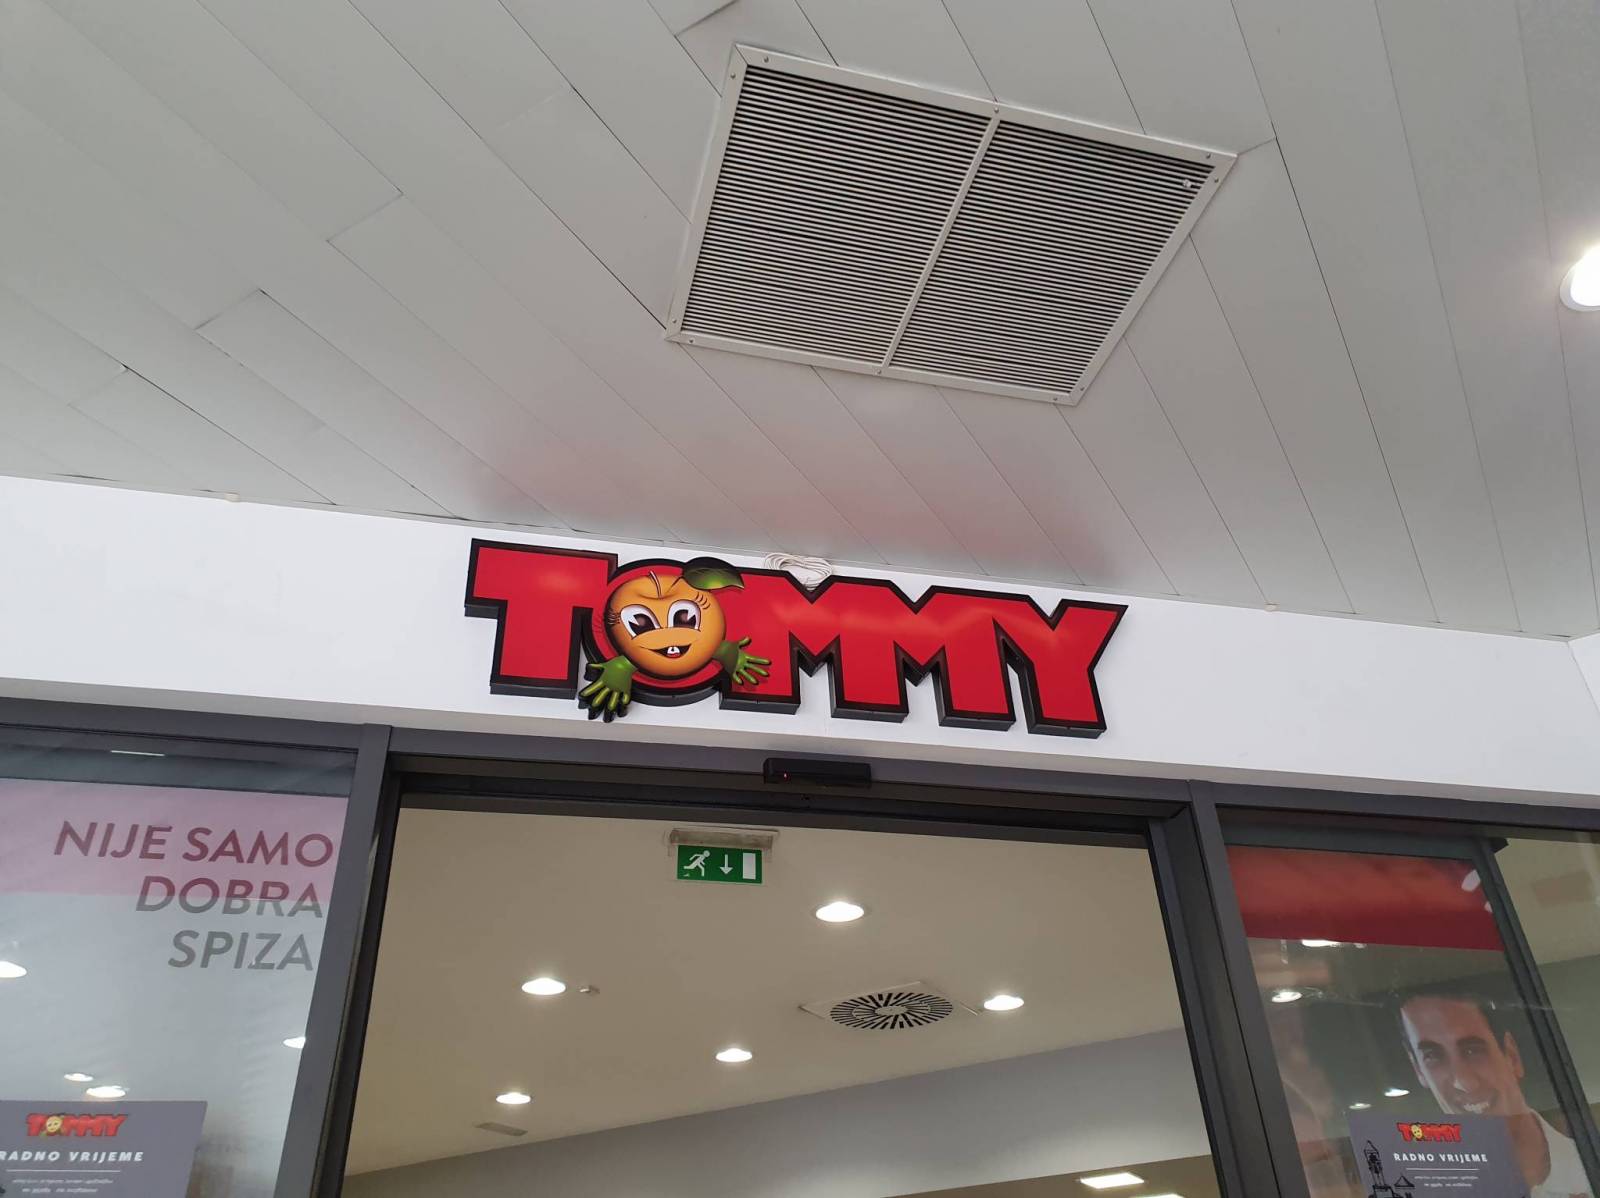 TOMMY
NIJE SAMO
DOBRA
SPIZA
TOMMY
RADNO VRIJEME
TOMMY
RADNO VRIJEME